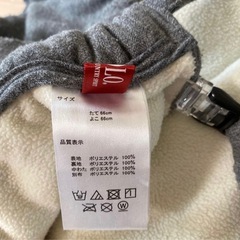 サイズ
たて 66cm
よこ 66cm
品質表示
表地 ポリエステル 100%
裏地 ポリエステル 100%
中わた ポリエステル 100%
別布 ポリエステル 100%